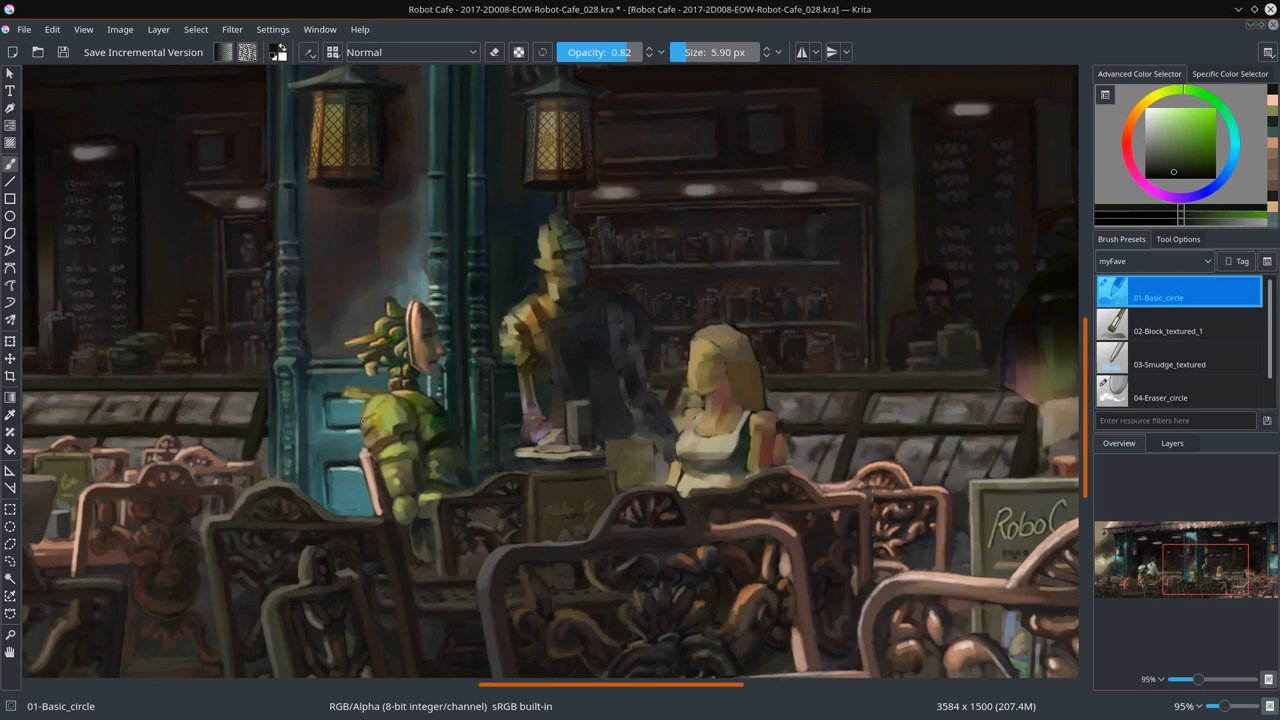 Robot Cafe - 2017-2D008-EOW-Robot-Cafe_028.kra * - [Robot Cafe - 2017-2D008-EOW-Robot-Cafe_028.kra] — Krita
File Edit View Image Layer Select Filter Settings Window Help
Save Incremental Version Normal Opacity: 0.82 Size: 5.90 px
Advanced Color Selector Specific Color Selector
Brush Presets Tool Options
myFave Tag
01-Basic_circle
02-Block_textured_1
03-Smudge_textured
04-Eraser_circle
Enter resource filters here
Overview Layers
Robo C
95%
01-Basic_circle RGB/Alpha (8-bit integer/channel) sRGB built-in 3584 x 1500 (207.4M) 95%